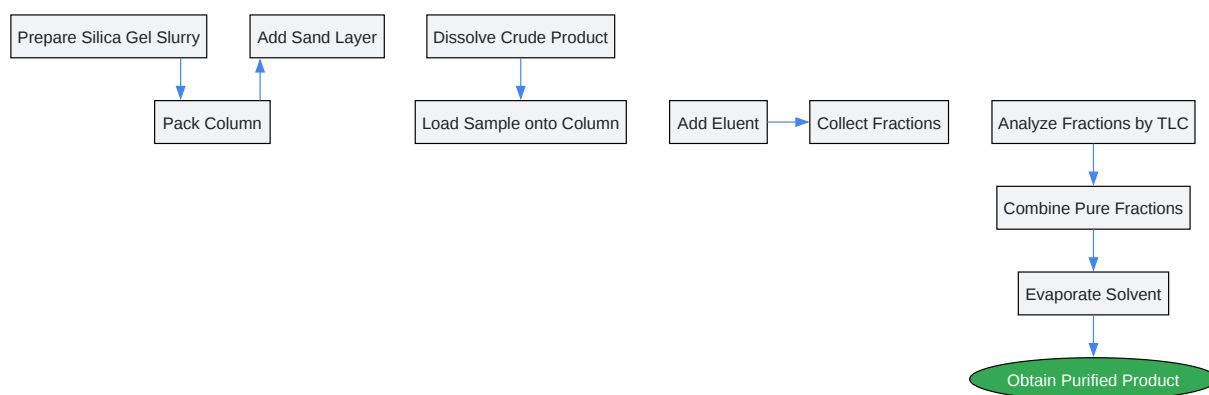 Prepare Silica Gel Slurry
Add Sand Layer
Dissolve Crude Product
Pack Column
Load Sample onto Column
Add Eluent
Collect Fractions
Analyze Fractions by TLC
Combine Pure Fractions
Evaporate Solvent
Obtain Purified Product